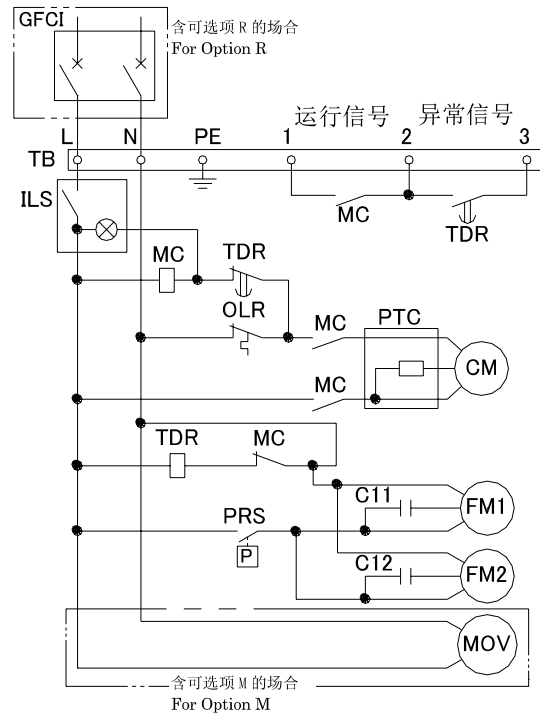 GFCI
含可选项 R 的场合
For Option R
L N PE 1 运行信号 2 异常信号 3
TB
ILS
MC
TDR
MC
TDR
OLR
MC
PTC
CM
MC
TDR
MC
C11
FM1
PRS
P
C12
FM2
MOV
含可选项 M 的场合
For Option M